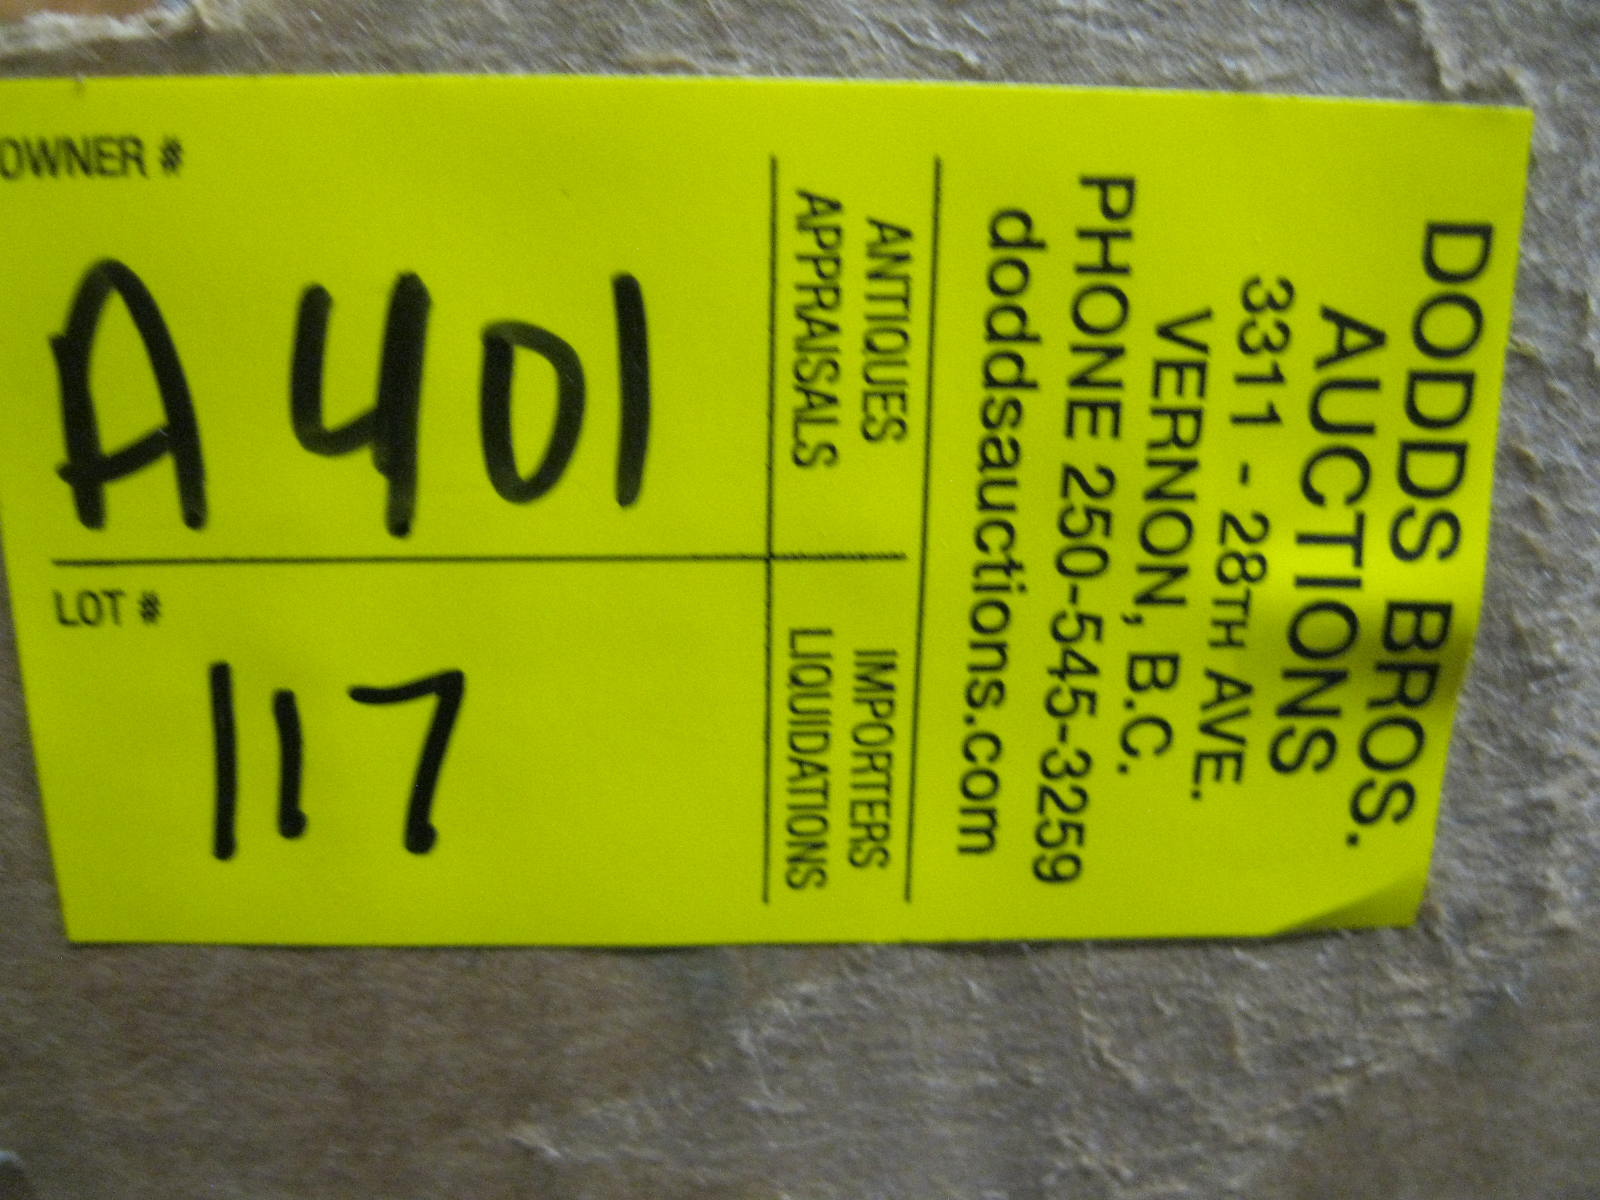 DODDS BROS.
AUCTIONS
3311 - 28TH AVE.
VERNON, B.C.
PHONE 250-545-3259
doddsauctions.com
ANTIQUES
APPRAISALS
IMPORTERS
LIQUIDATIONS
OWNER #
A 401
LOT #
117